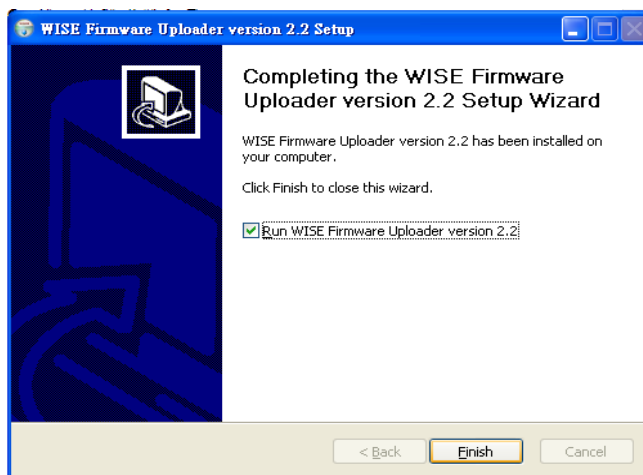 WISE Firmware Uploader version 2.2 Setup
Completing the WISE Firmware
Uploader version 2.2 Setup Wizard
WISE Firmware Uploader version 2.2 has been installed on
your computer.
Click Finish to close this wizard.
Run WISE Firmware Uploader version 2.2
< Back
Finish
Cancel